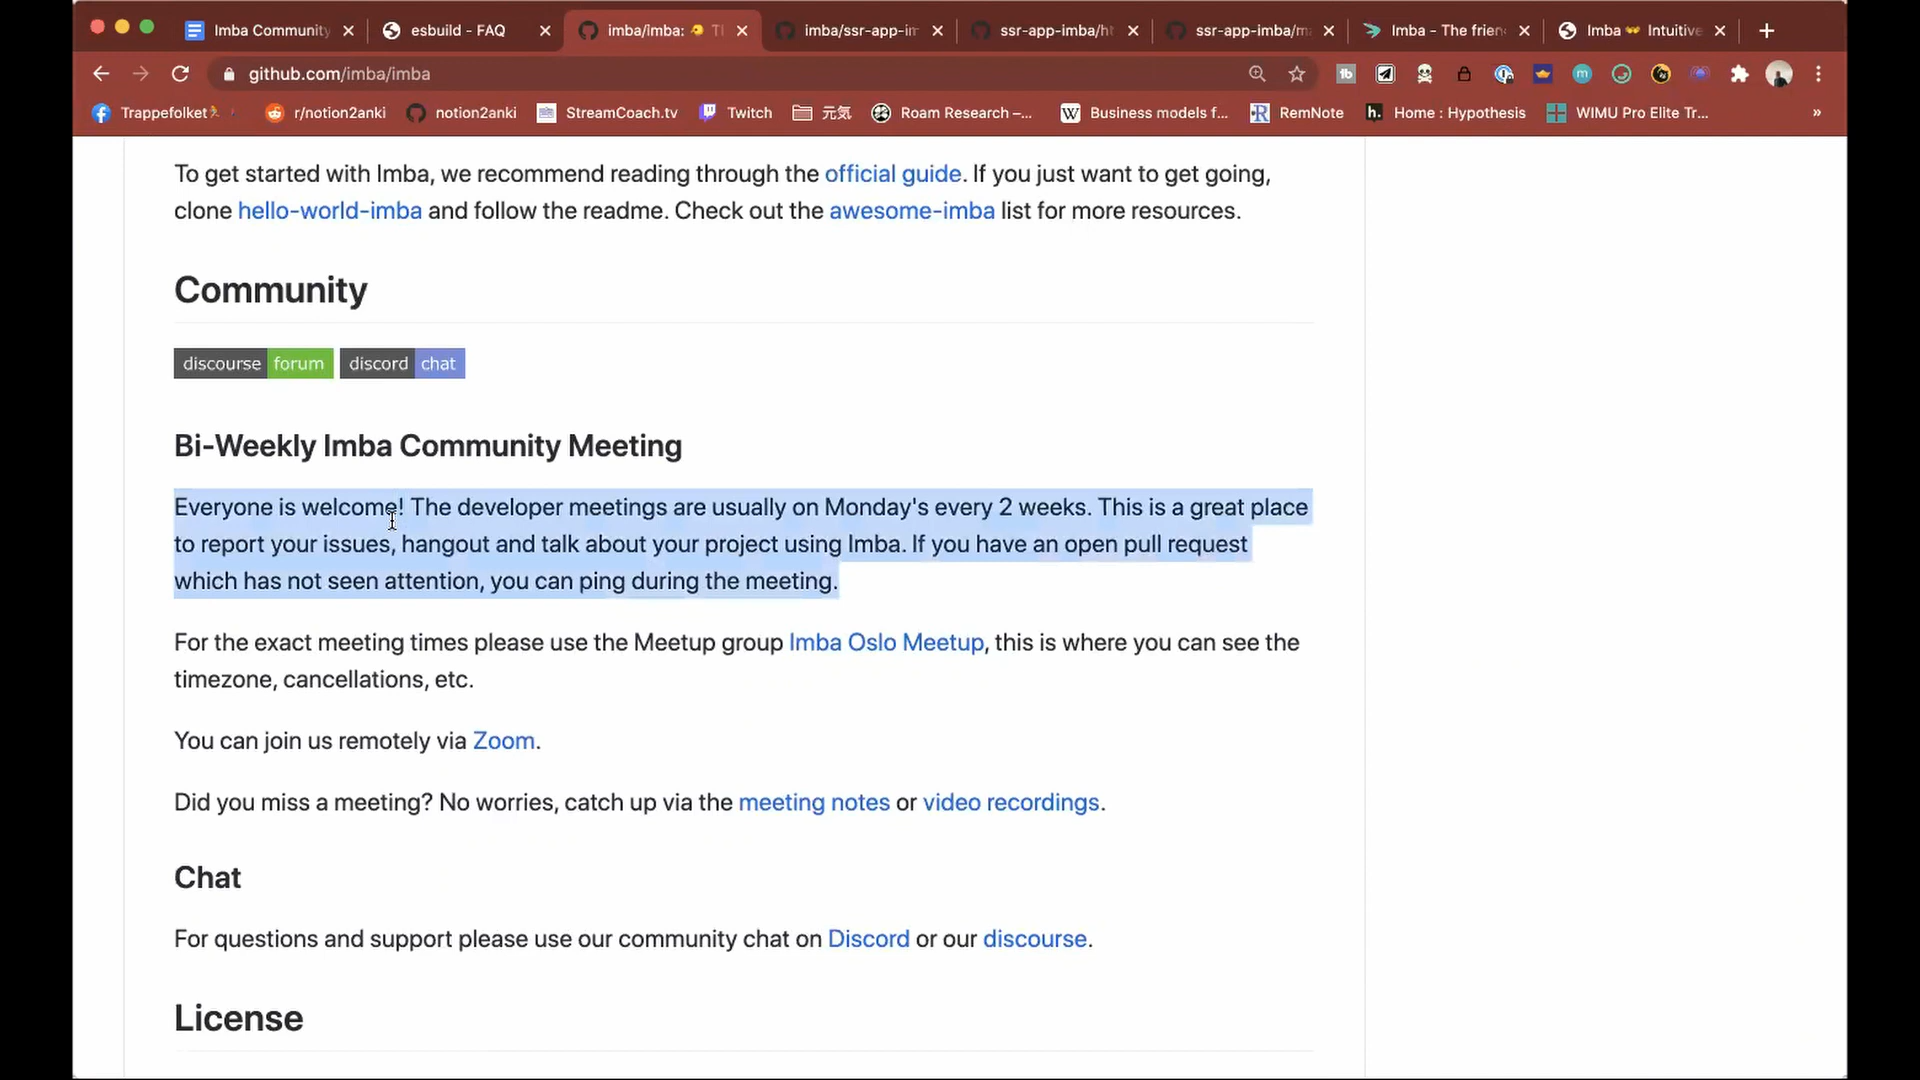 Imba Community
esbuild - FAQ
imba/imba:
imba/ssr-app-im
ssr-app-imba/ht
ssr-app-imba/ma
Imba - The frien
Imba 👐 Intuitive
github.com/imba/imba
Trappefolket
r/notion2anki
notion2anki
StreamCoach.tv
Twitch
元気
Roam Research –...
Business models f...
RemNote
Home : Hypothesis
WIMU Pro Elite Tr...
»
To get started with Imba, we recommend reading through the official guide. If you just want to get going,
clone hello-world-imba and follow the readme. Check out the awesome-imba list for more resources.
Community
discourse forum discord chat
Bi-Weekly Imba Community Meeting
Everyone is welcome! The developer meetings are usually on Monday's every 2 weeks. This is a great place
to report your issues, hangout and talk about your project using Imba. If you have an open pull request
which has not seen attention, you can ping during the meeting.
For the exact meeting times please use the Meetup group Imba Oslo Meetup, this is where you can see the
timezone, cancellations, etc.
You can join us remotely via Zoom.
Did you miss a meeting? No worries, catch up via the meeting notes or video recordings.
Chat
For questions and support please use our community chat on Discord or our discourse.
License